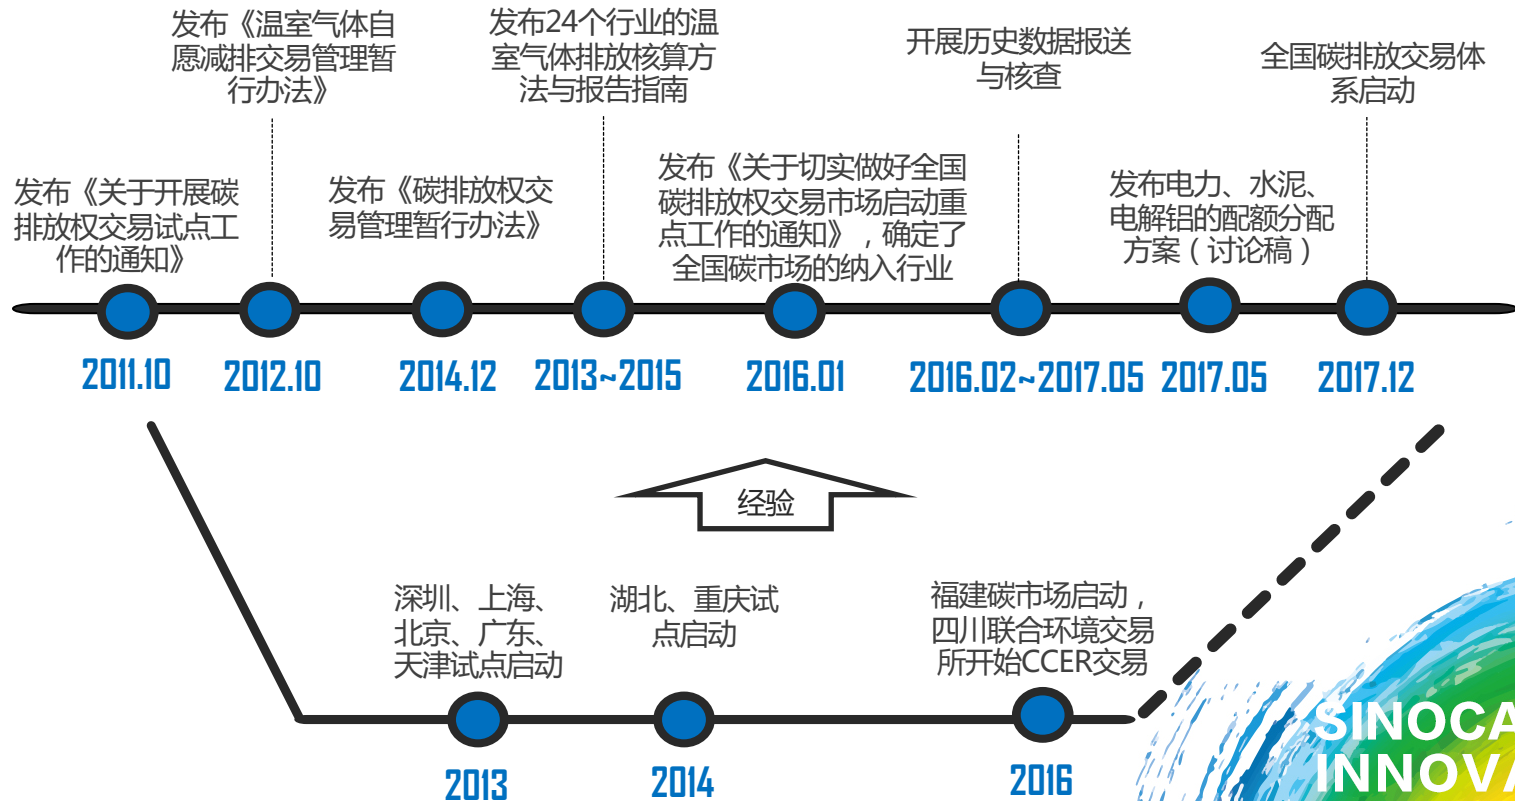 发布《温室气体自
愿减排交易管理暂
行办法》
发布24个行业的温
室气体排放核算方
法与报告指南
开展历史数据报送
与核查
全国碳排放交易体
系启动
发布《关于开展碳
排放权交易试点工
作的通知》
发布《碳排放权交
易管理暂行办法》
发布《关于切实做好全国
碳排放权交易市场启动重
点工作的通知》，确定了
全国碳市场的纳入行业
发布电力、水泥、
电解铝的配额分配
方案（讨论稿）
2011.10
2012.10
2014.12
2013~2015
2016.01
2016.02~2017.05
2017.05
2017.12
经验
深圳、上海、
北京、广东、
天津试点启动
湖北、重庆试
点启动
福建碳市场启动，
四川联合环境交易
所开始CCER交易
2013
2014
2016
SINOCA
INNOVA